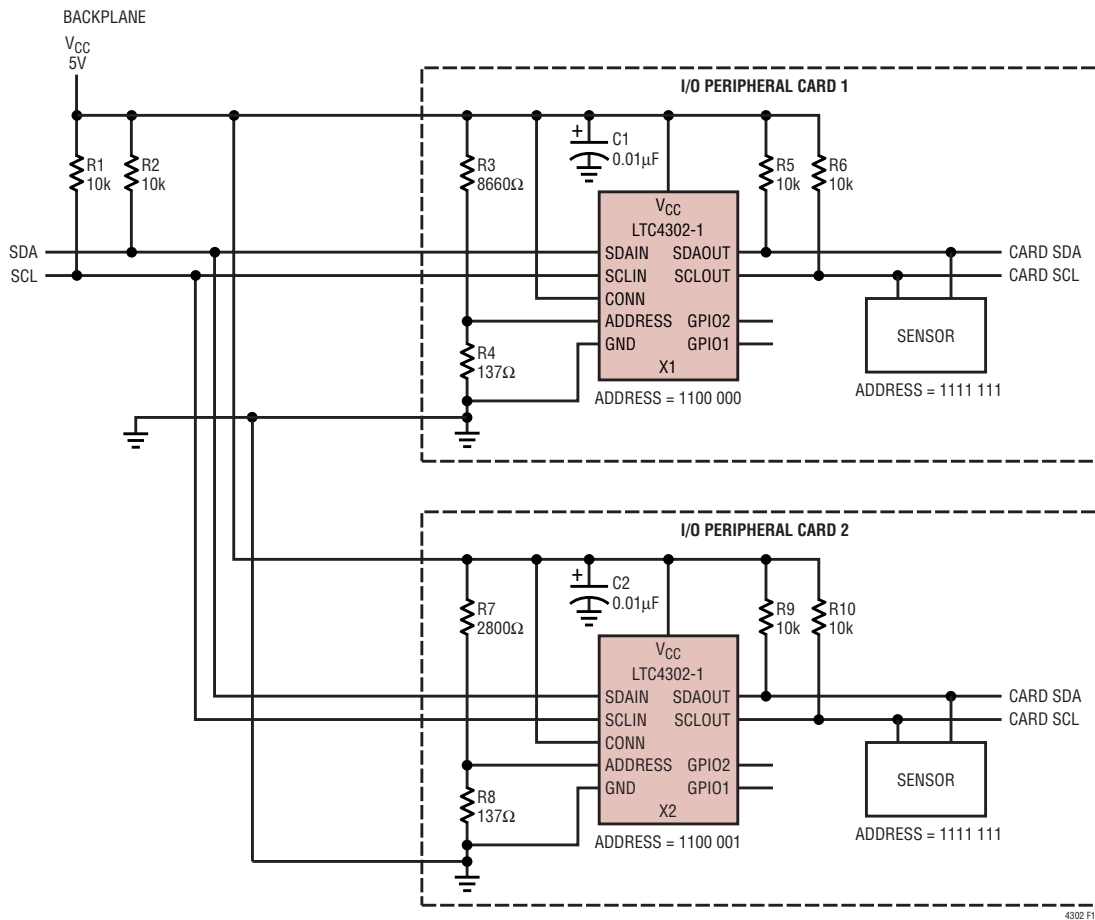 BACKPLANE
VCC
5V
I/O PERIPHERAL CARD 1
R1
10k
R2
10k
R3
8660Ω
+
C1
0.01µF
R5
10k
R6
10k
VCC
LTC4302-1
SDA
SCL
SDAIN
SCLIN
CONN
ADDRESS
GND
SDAOUT
SCLOUT
GPIO2
GPIO1
X1
CARD SDA
CARD SCL
SENSOR
R4
137Ω
ADDRESS = 1100 000
ADDRESS = 1111 111
I/O PERIPHERAL CARD 2
R7
2800Ω
+
C2
0.01µF
R9
10k
R10
10k
VCC
LTC4302-1
SDAIN
SCLIN
CONN
ADDRESS
GND
SDAOUT
SCLOUT
GPIO2
GPIO1
X2
CARD SDA
CARD SCL
SENSOR
R8
137Ω
ADDRESS = 1100 001
ADDRESS = 1111 111
4302 F1